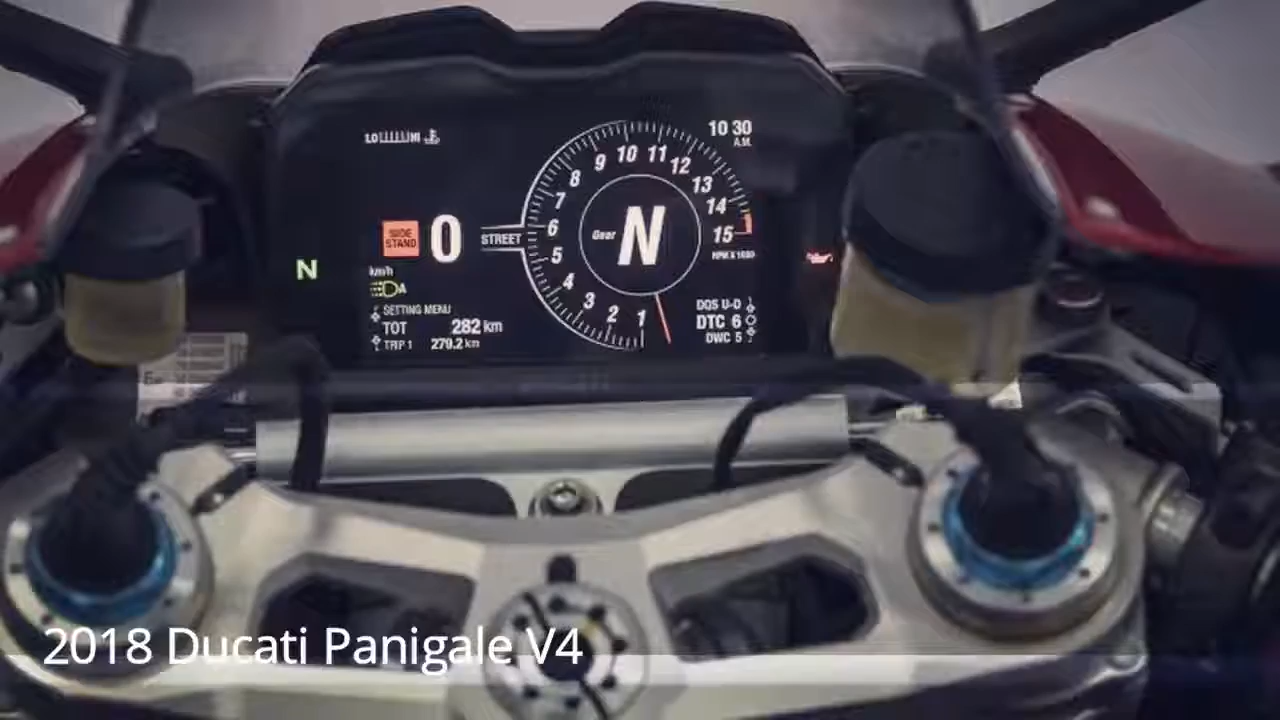 LO HI
10 30
A.M.
9 10 11 12
8 13
7 14
6 15
5
4
3
2
1
RPM X 1000
SIDE
STAND
0
STREET
Gear
N
N
km/h
A
SETTING MENU
TOT 282 km
TRIP 1 279.2 km
DQS U-D
DTC 6
DWC 5
2018 Ducati Panigale V4